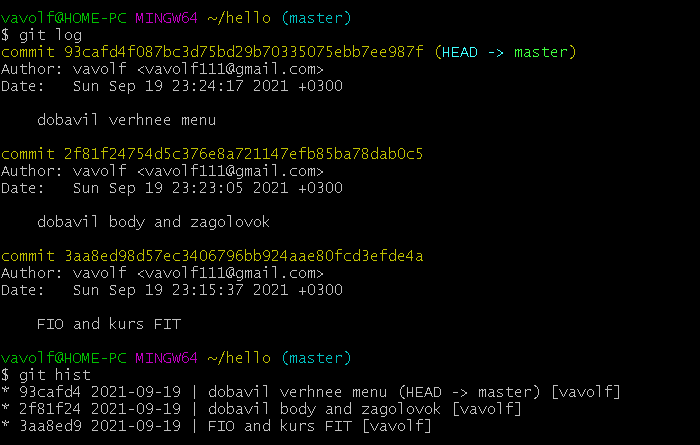 vavolf@HOME-PC MINGW64 ~/hello (master)
$ git log
commit 93cafd4f087bc3d75bd29b70335075ebb7ee987f (HEAD -> master)
Author: vavolf <vavolf111@gmail.com>
Date:   Sun Sep 19 23:24:17 2021 +0300

    dobavil verhnee menu

commit 2f81f24754d5c376e8a721147efb85ba78dab0c5
Author: vavolf <vavolf111@gmail.com>
Date:   Sun Sep 19 23:23:05 2021 +0300

    dobavil body and zagolovok

commit 3aa8ed98d57ec3406796bb924aae80fcd3efde4a
Author: vavolf <vavolf111@gmail.com>
Date:   Sun Sep 19 23:15:37 2021 +0300

    FIO and kurs FIT

vavolf@HOME-PC MINGW64 ~/hello (master)
$ git hist
* 93cafd4 2021-09-19 | dobavil verhnee menu (HEAD -> master) [vavolf]
* 2f81f24 2021-09-19 | dobavil body and zagolovok [vavolf]
* 3aa8ed9 2021-09-19 | FIO and kurs FIT [vavolf]